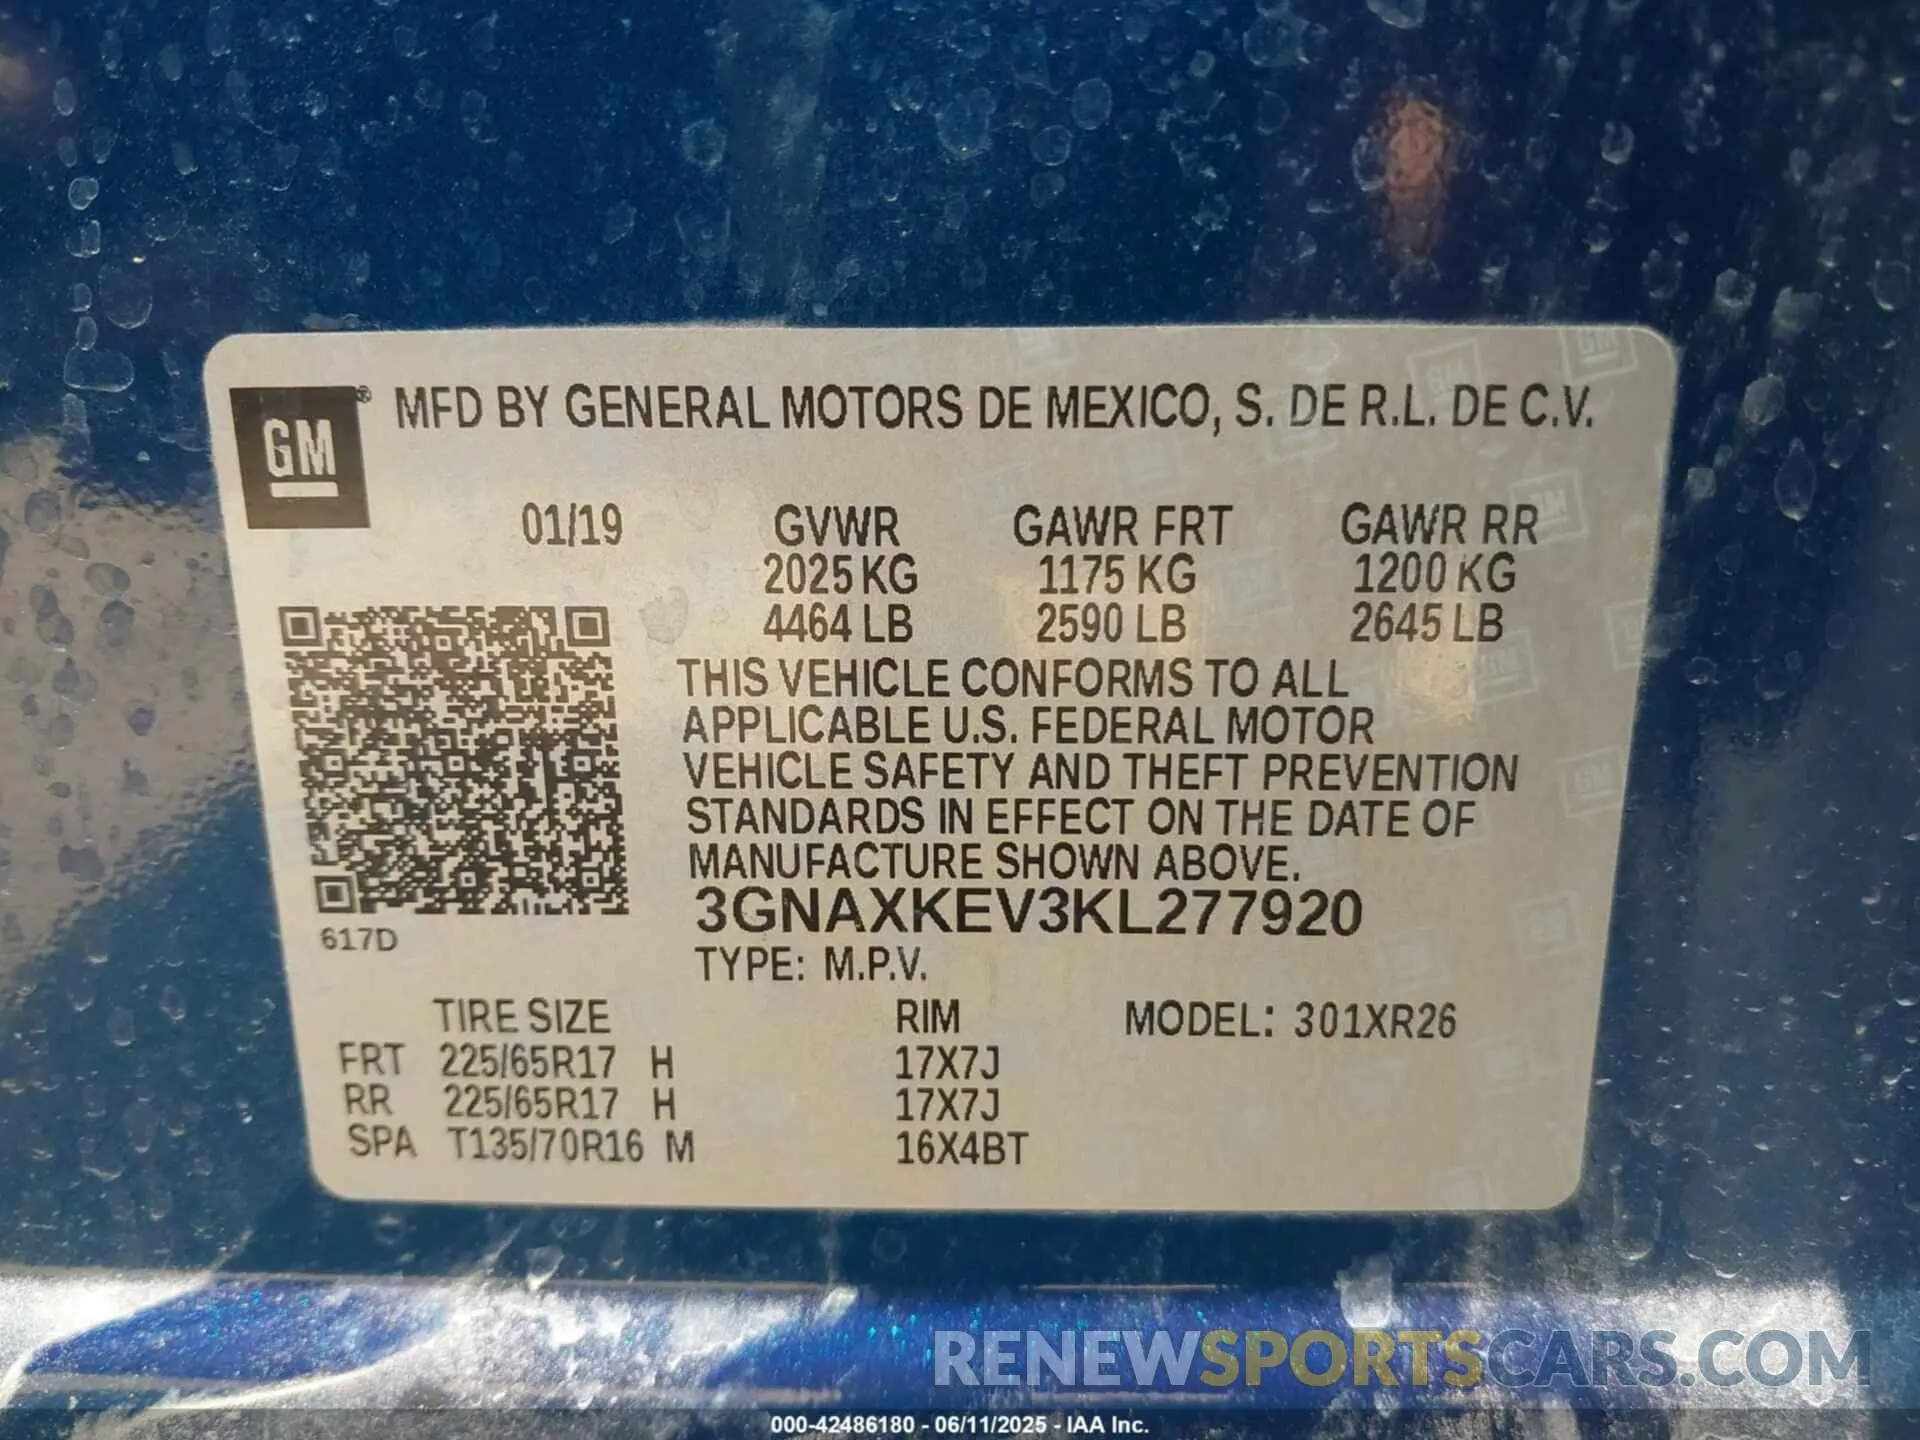 GM
® MFD BY GENERAL MOTORS DE MEXICO, S. DE R.L. DE C.V.
01/19 GVWR GAWR FRT GAWR RR
2025 KG 1175 KG 1200 KG
4464 LB 2590 LB 2645 LB
THIS VEHICLE CONFORMS TO ALL
APPLICABLE U.S. FEDERAL MOTOR
VEHICLE SAFETY AND THEFT PREVENTION
STANDARDS IN EFFECT ON THE DATE OF
MANUFACTURE SHOWN ABOVE.
3GNAXKEV3KL277920
617D
TYPE: M.P.V.
TIRE SIZE RIM MODEL: 301XR26
FRT 225/65R17 H 17X7J
RR 225/65R17 H 17X7J
SPA T135/70R16 M 16X4BT
RENEWSPORTSCARS.COM
000-42486180 - 06/11/2025 - IAA Inc.